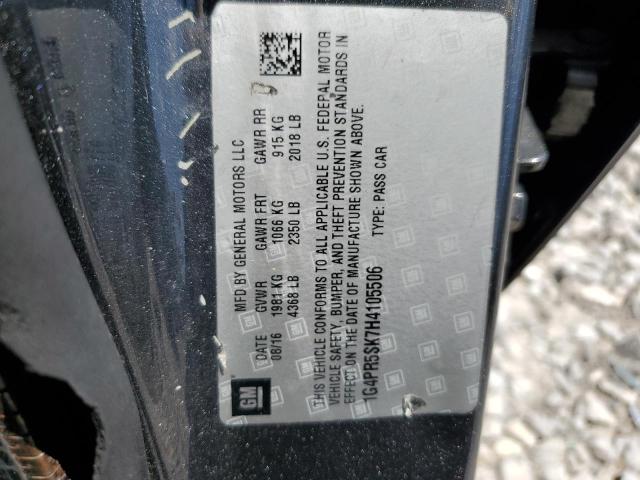 MFD BY GENERAL MOTORS LLC
DATE GVWR GAWR FRT GAWR RR
08/16 1981 KG 1066 KG 915 KG
4368 LB 2350 LB 2018 LB
THIS VEHICLE CONFORMS TO ALL APPLICABLE U.S. FEDERAL MOTOR
VEHICLE SAFETY, BUMPER, AND THEFT PREVENTION STANDARDS IN
EFFECT ON THE DATE OF MANUFACTURE SHOWN ABOVE.
1G4PR5SK7H4105506 TYPE: PASS CAR
GM